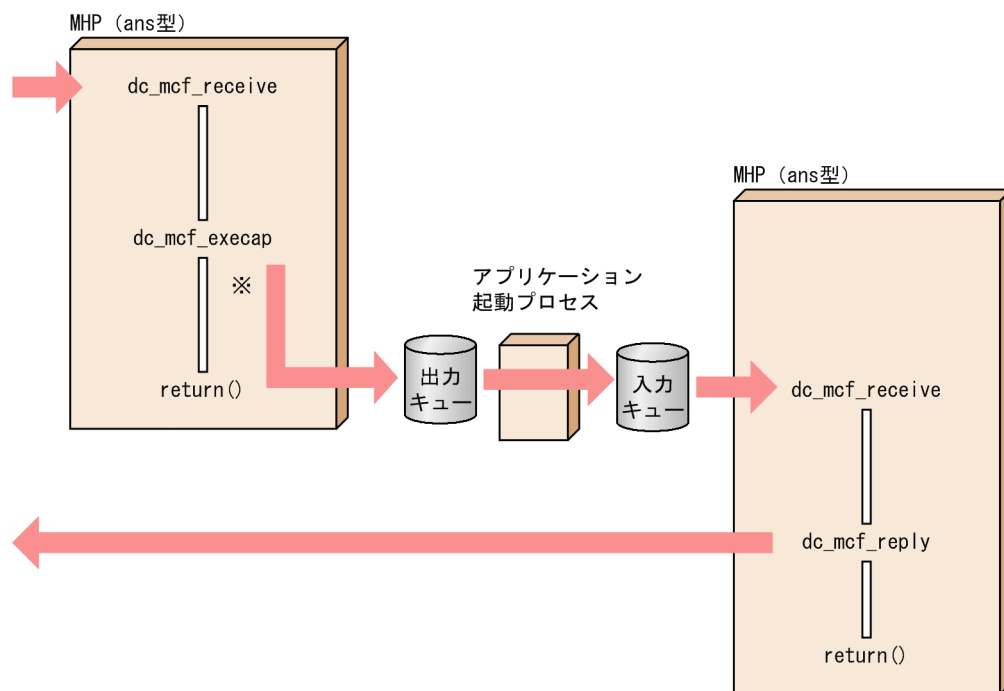 MHP (ans型)
dc_mcf_receive
dc_mcf_execap
※
return()
出力
キュー
アプリケーション
起動プロセス
入力
キュー
MHP (ans型)
dc_mcf_receive
dc_mcf_reply
return()